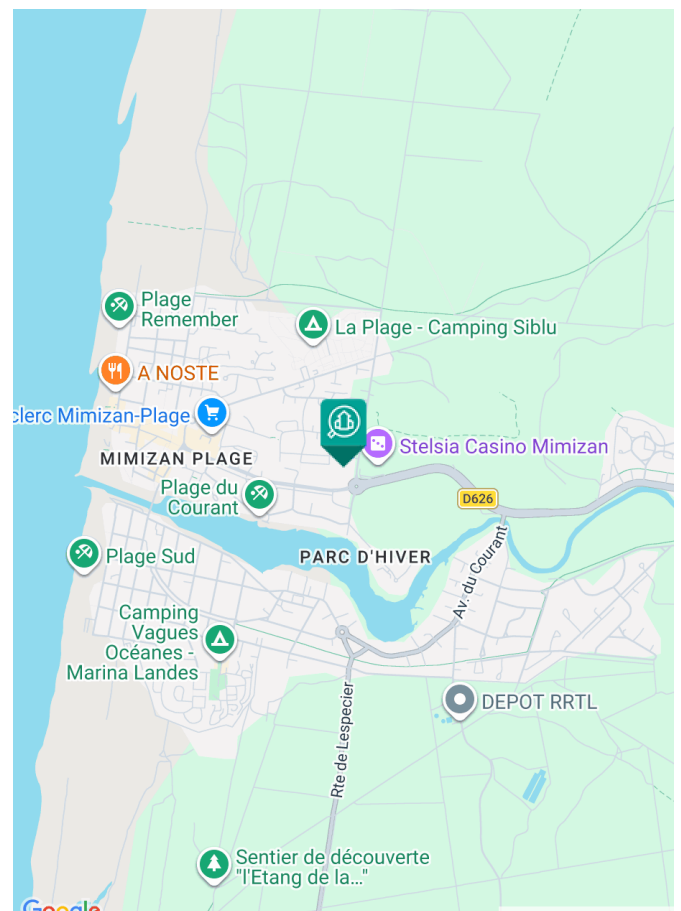 Plage
Remember
La Plage - Camping Siblu
A NOSTE
clerc Mimizan-Plage
Stelsia Casino Mimizan
MIMIZAN PLAGE
Plage du
Courant
D626
Plage Sud
PARC D'HIVER
Av. du Courant
Camping
Vagues
Océanes -
Marina Landes
Rte de Lespecier
DEPOT RRTL
Sentier de découverte
"l'Etang de la..."
Google